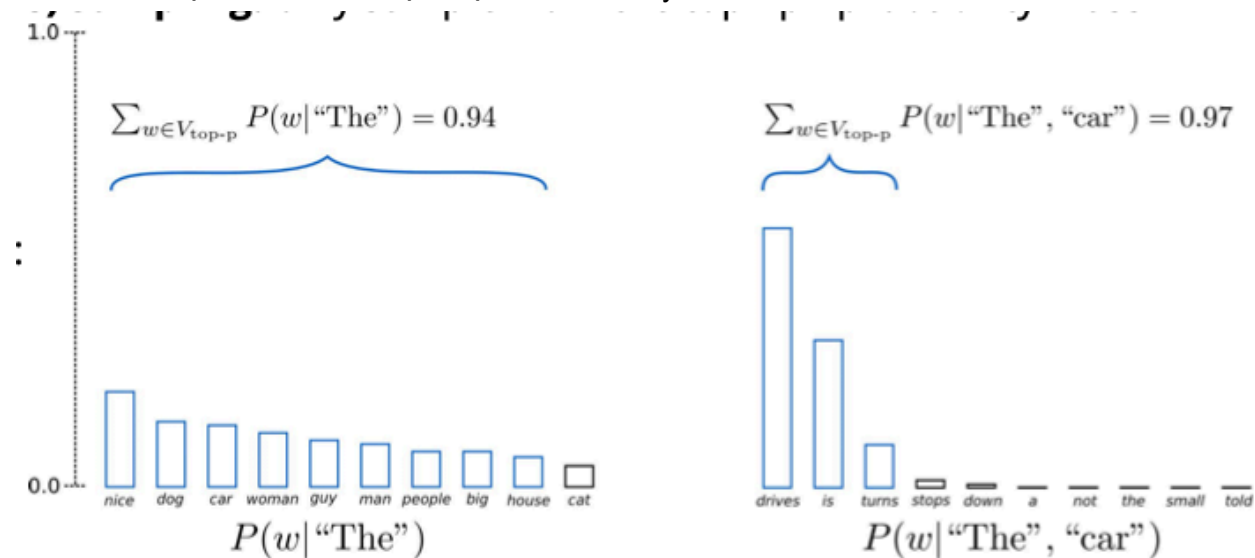 1.0
∑w∈Vtop-p P(w|“The”) = 0.94
∑w∈Vtop-p P(w|“The”, “car”) = 0.97
:
0.0
nice dog car woman guy man people big house cat
drives is turns stops down a not the small told
P(w|“The”)
P(w|“The”, “car”)